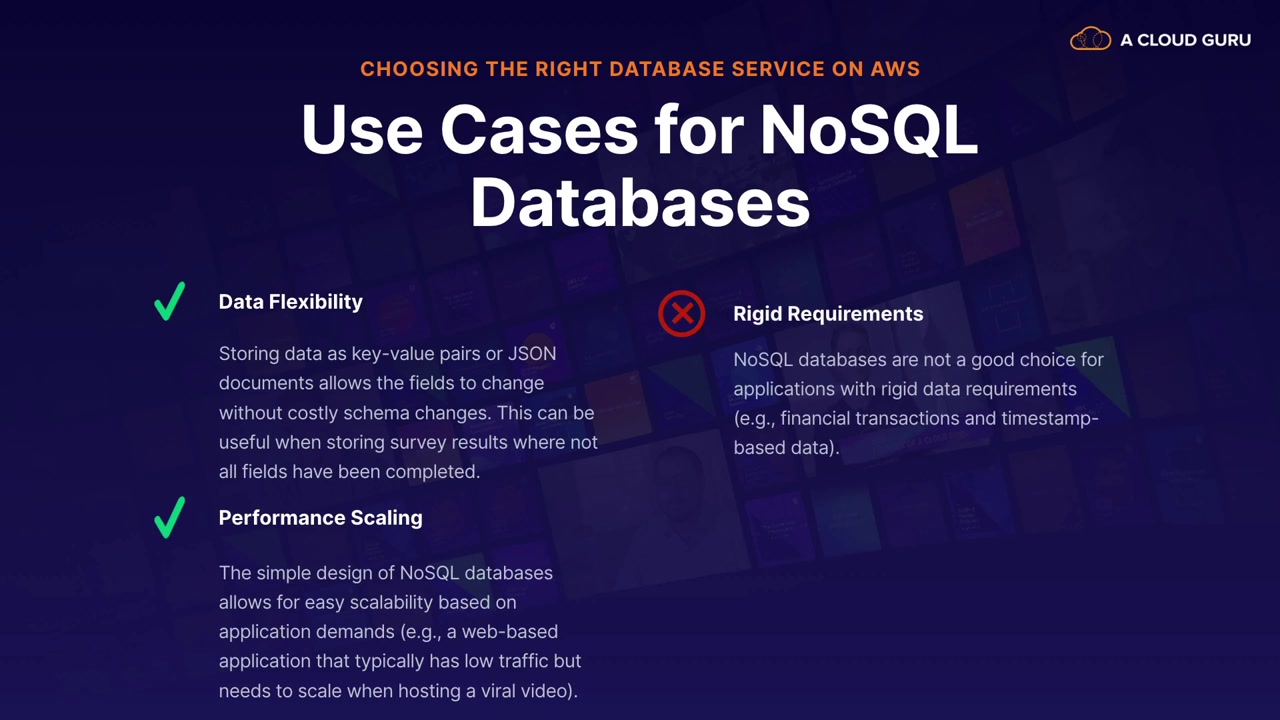 A CLOUD GURU
CHOOSING THE RIGHT DATABASE SERVICE ON AWS
Use Cases for NoSQL
Databases
Data Flexibility
Storing data as key-value pairs or JSON
documents allows the fields to change
without costly schema changes. This can be
useful when storing survey results where not
all fields have been completed.
Performance Scaling
The simple design of NoSQL databases
allows for easy scalability based on
application demands (e.g., a web-based
application that typically has low traffic but
needs to scale when hosting a viral video).
Rigid Requirements
NoSQL databases are not a good choice for
applications with rigid data requirements
(e.g., financial transactions and timestamp-
based data).